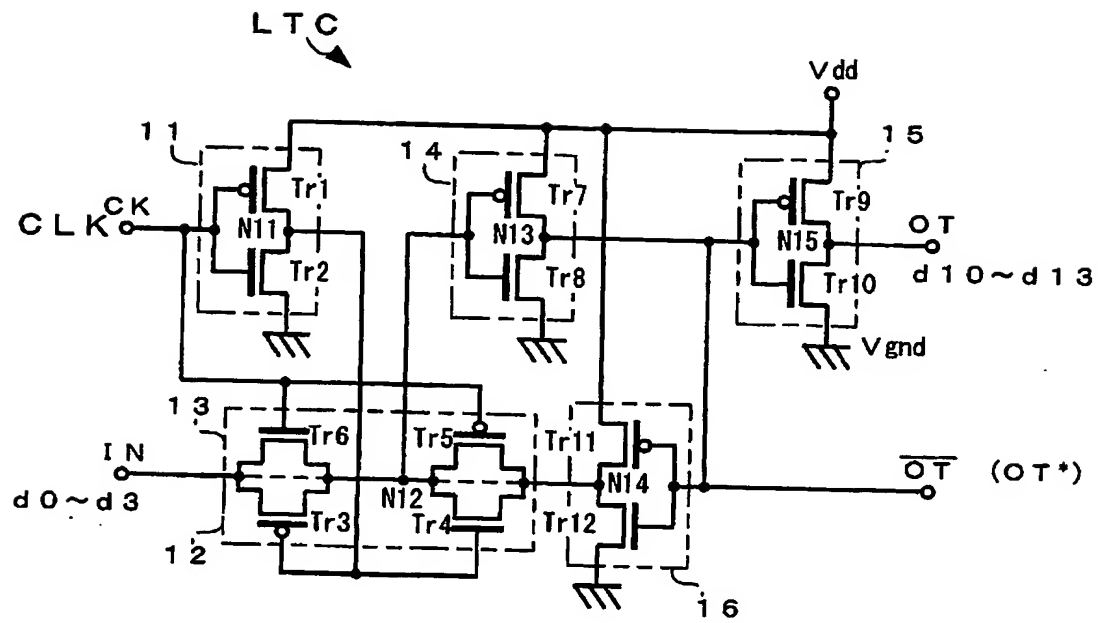 LTC
Vdd
11
14
15
Tr1
Tr7
Tr9
CLK
CK
N11
N13
N15
OT
Tr2
Tr8
Tr10
d10~d13
Vgnd
13
Tr6
Tr5
Tr11
IN
N12
N14
OT (OT*)
d0~d3
Tr3
Tr4
Tr12
12
16